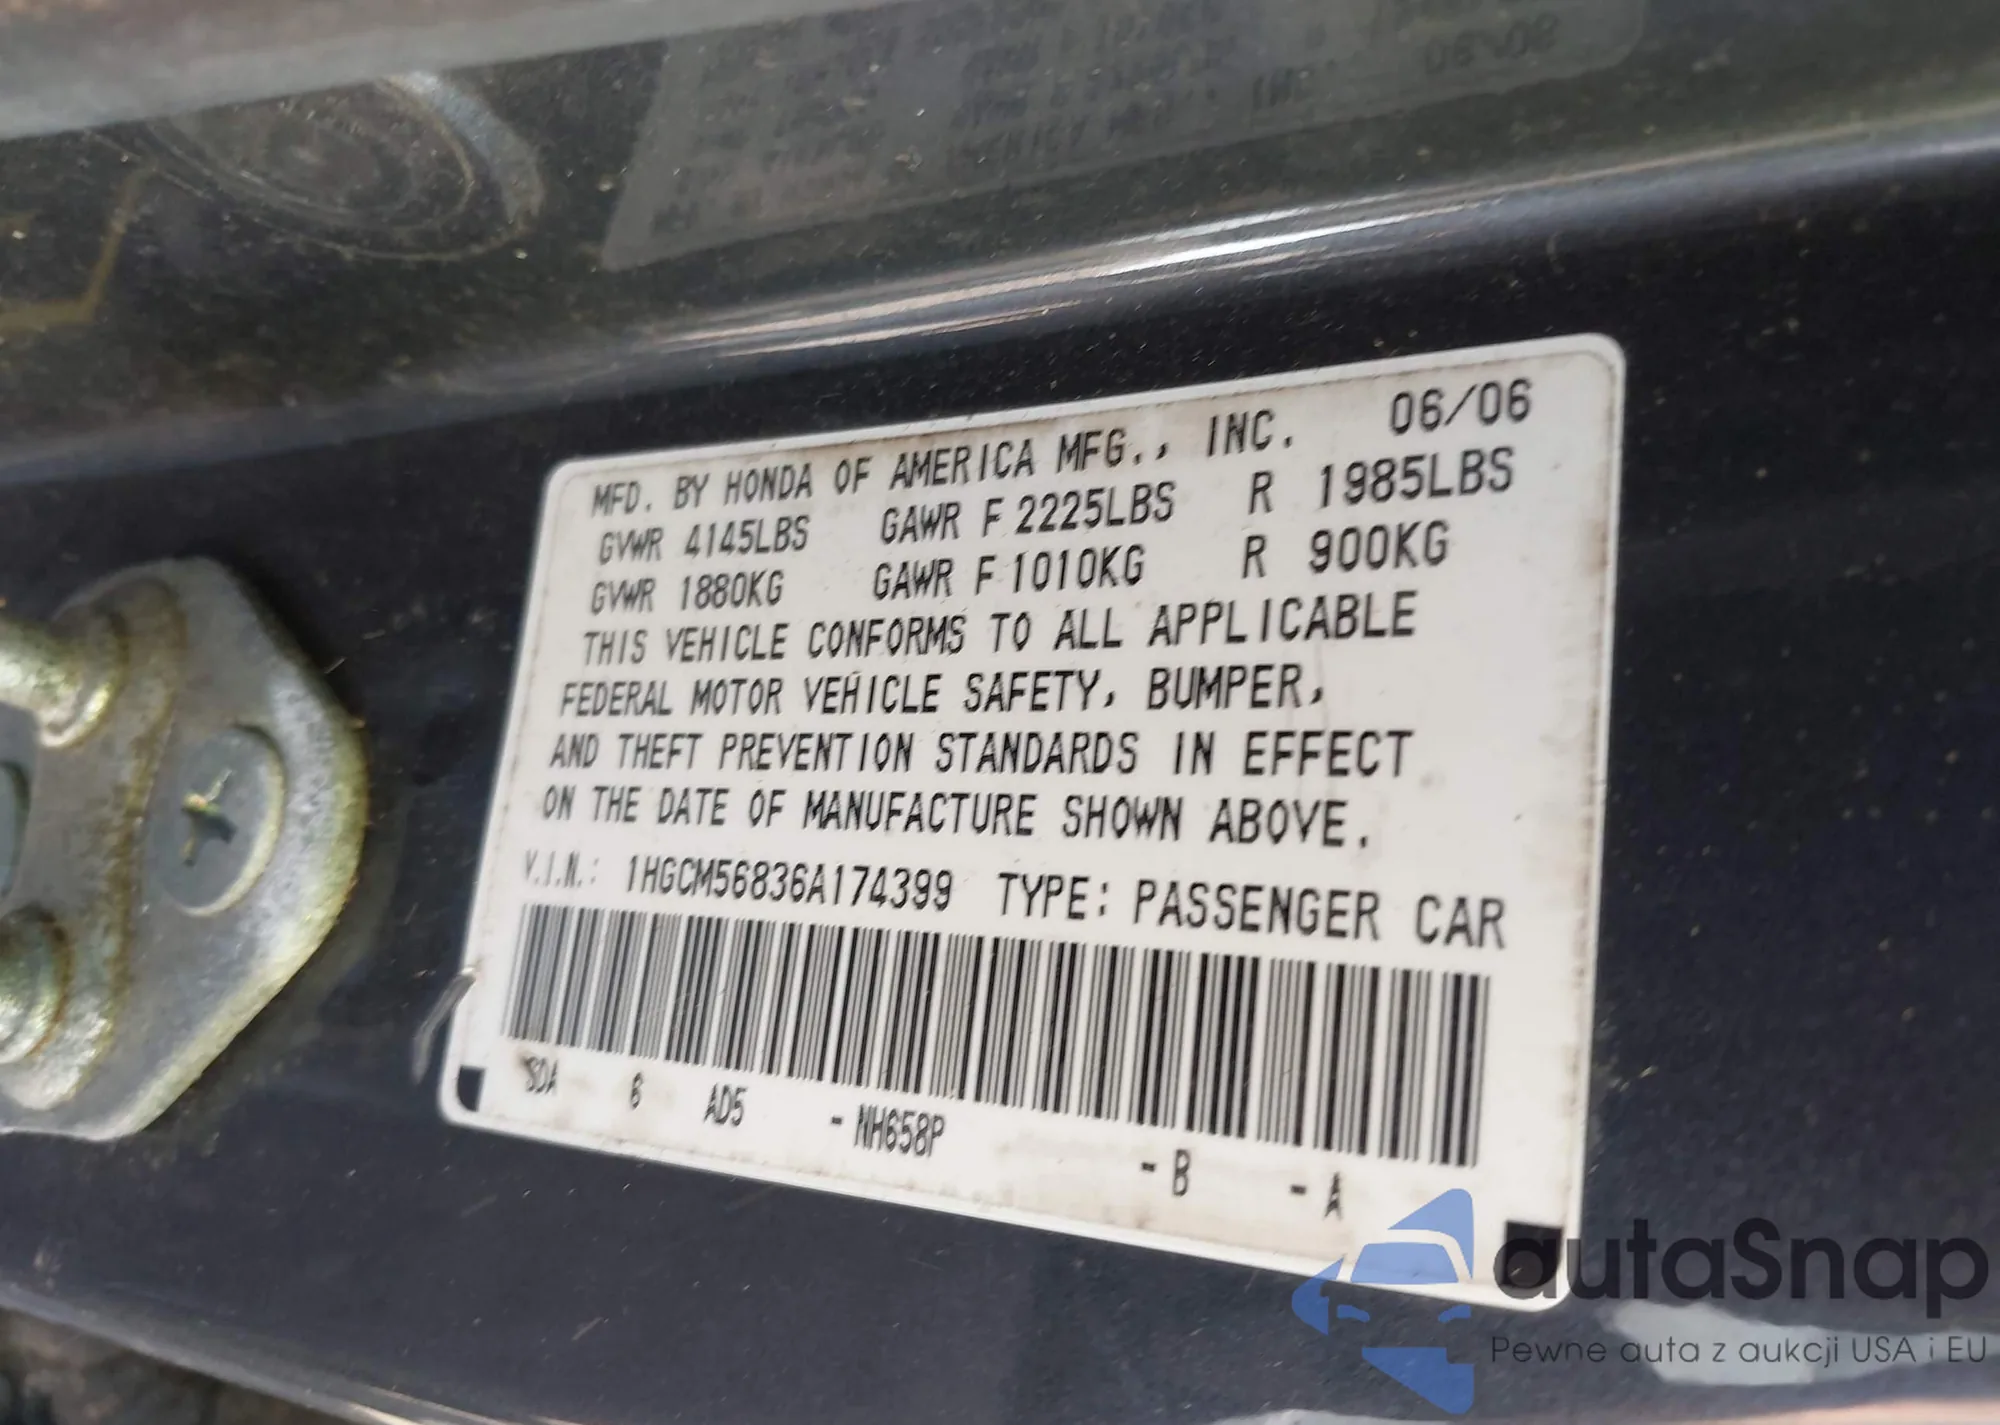 MFD. BY HONDA OF AMERICA MFG., INC. 06/06
GVWR 4145LBS GAWR F 2225LBS R 1985LBS
GVWR 1880KG GAWR F 1010KG R 900KG
THIS VEHICLE CONFORMS TO ALL APPLICABLE
FEDERAL MOTOR VEHICLE SAFETY, BUMPER,
AND THEFT PREVENTION STANDARDS IN EFFECT
ON THE DATE OF MANUFACTURE SHOWN ABOVE.
V.I.N.: 1HGCM56836A174399 TYPE: PASSENGER CAR
SDA 6 AD5 - NH658P - B - A
autaSnap
Pewne auta z aukcji USA i EU